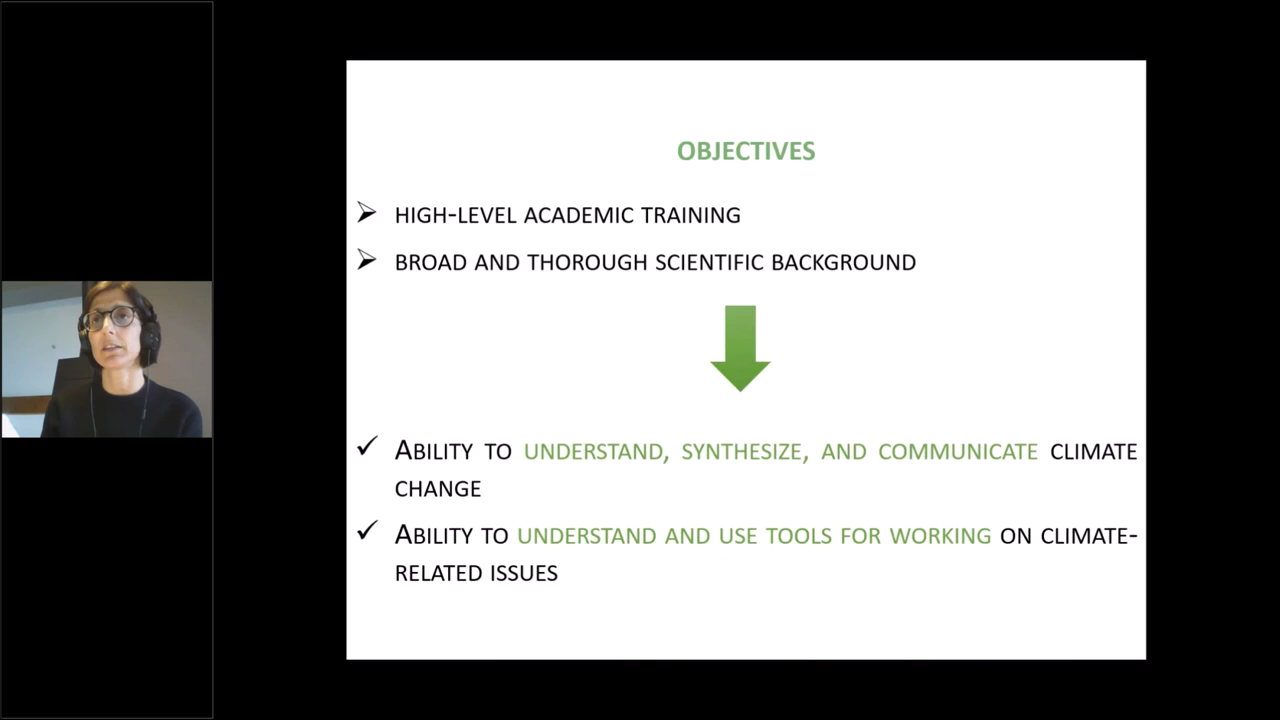 OBJECTIVES
HIGH-LEVEL ACADEMIC TRAINING
BROAD AND THOROUGH SCIENTIFIC BACKGROUND
ABILITY TO UNDERSTAND, SYNTHESIZE, AND COMMUNICATE CLIMATE
CHANGE
ABILITY TO UNDERSTAND AND USE TOOLS FOR WORKING ON CLIMATE-
RELATED ISSUES